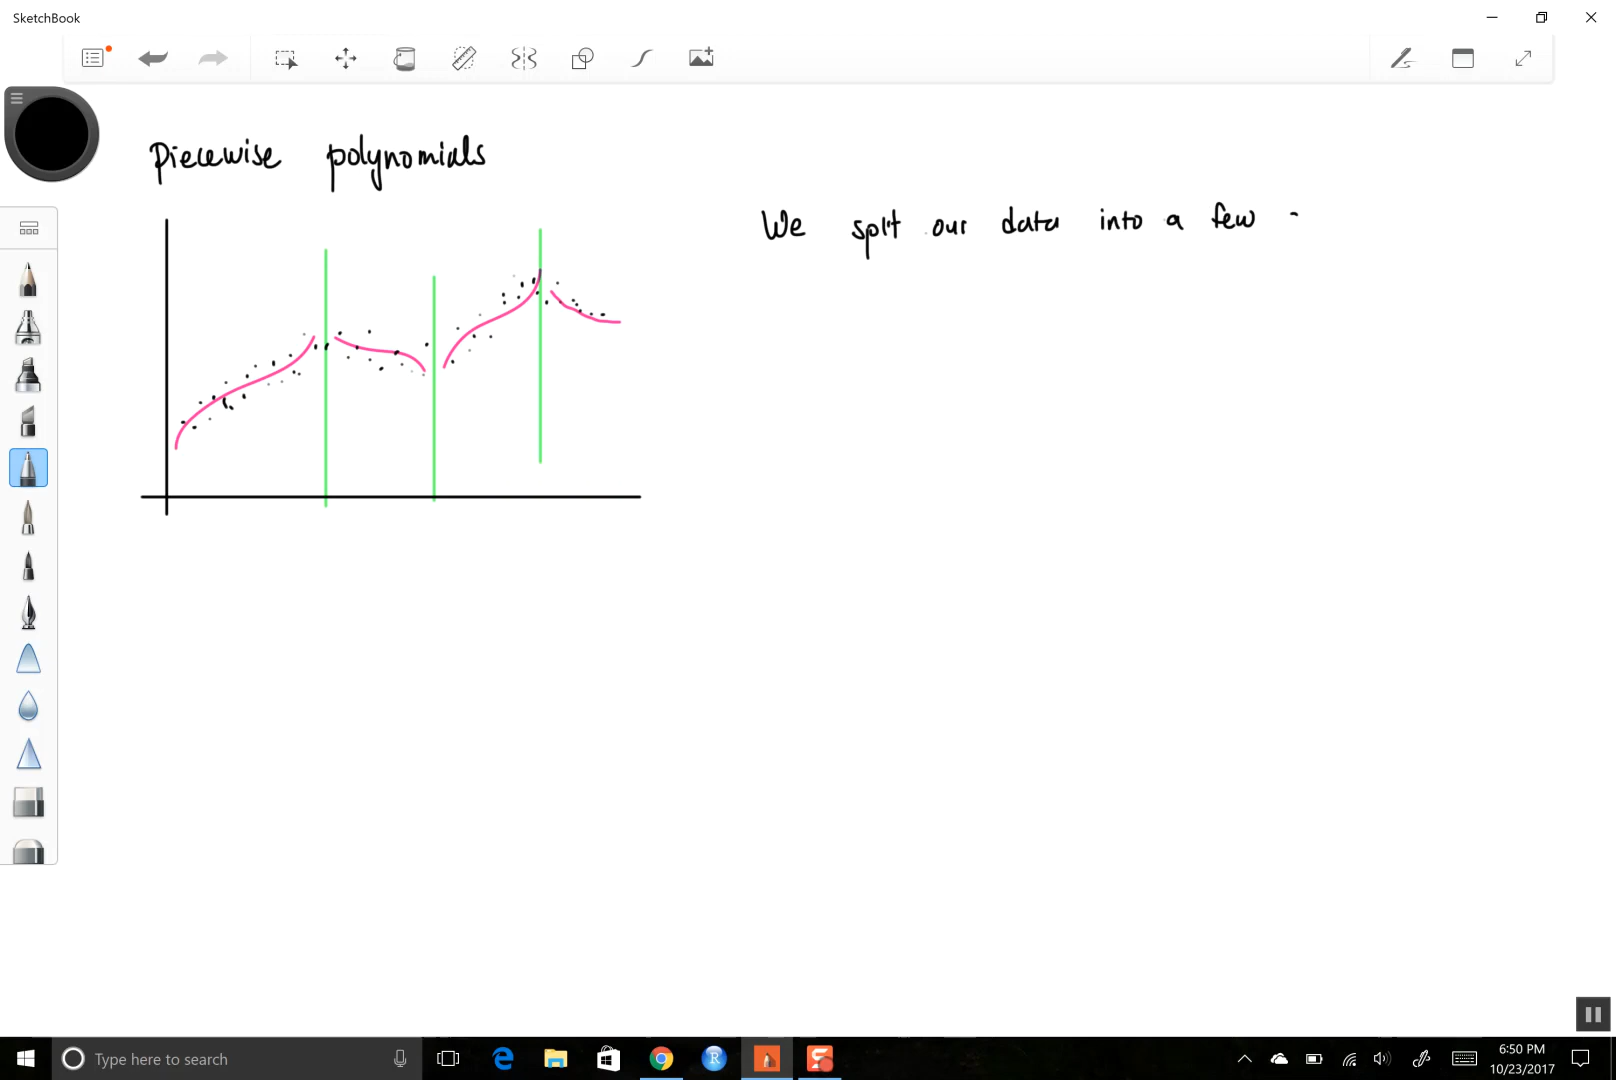 SketchBook
Piecewise polynomials
We split our data into a few -
Type here to search
6:50 PM
10/23/2017